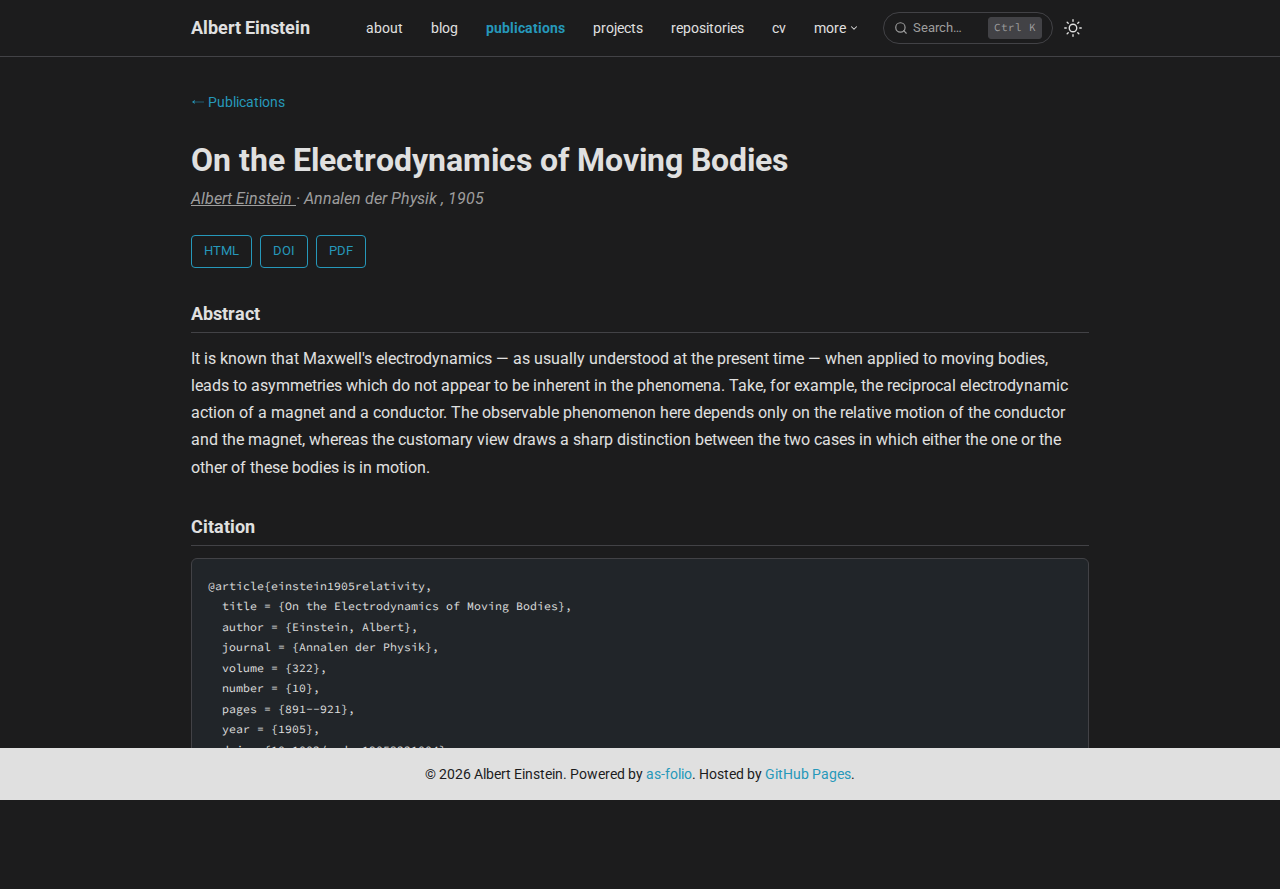 Albert Einstein
about blog publications projects repositories cv more
Search... Ctrl K
← Publications
On the Electrodynamics of Moving Bodies
Albert Einstein · Annalen der Physik , 1905
HTML DOI PDF
Abstract
It is known that Maxwell's electrodynamics — as usually understood at the present time — when applied to moving bodies,
leads to asymmetries which do not appear to be inherent in the phenomena. Take, for example, the reciprocal electrodynamic
action of a magnet and a conductor. The observable phenomenon here depends only on the relative motion of the conductor
and the magnet, whereas the customary view draws a sharp distinction between the two cases in which either the one or the
other of these bodies is in motion.
Citation
@article{einstein1905relativity,
  title = {On the Electrodynamics of Moving Bodies},
  author = {Einstein, Albert},
  journal = {Annalen der Physik},
  volume = {322},
  number = {10},
  pages = {891--921},
  year = {1905},
© 2026 Albert Einstein. Powered by as-folio. Hosted by GitHub Pages.